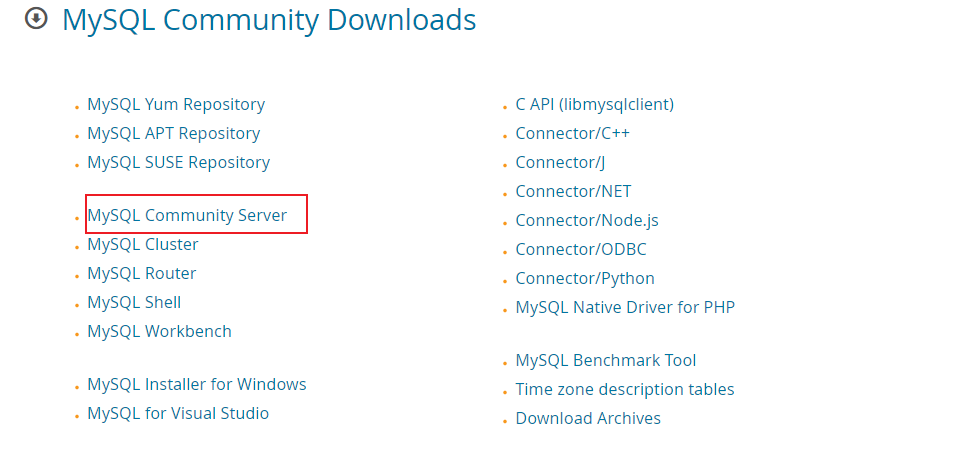 MySQL Community Downloads
MySQL Yum Repository
MySQL APT Repository
MySQL SUSE Repository
MySQL Community Server
MySQL Cluster
MySQL Router
MySQL Shell
MySQL Workbench
MySQL Installer for Windows
MySQL for Visual Studio
C API (libmysqlclient)
Connector/C++
Connector/J
Connector/NET
Connector/Node.js
Connector/ODBC
Connector/Python
MySQL Native Driver for PHP
MySQL Benchmark Tool
Time zone description tables
Download Archives